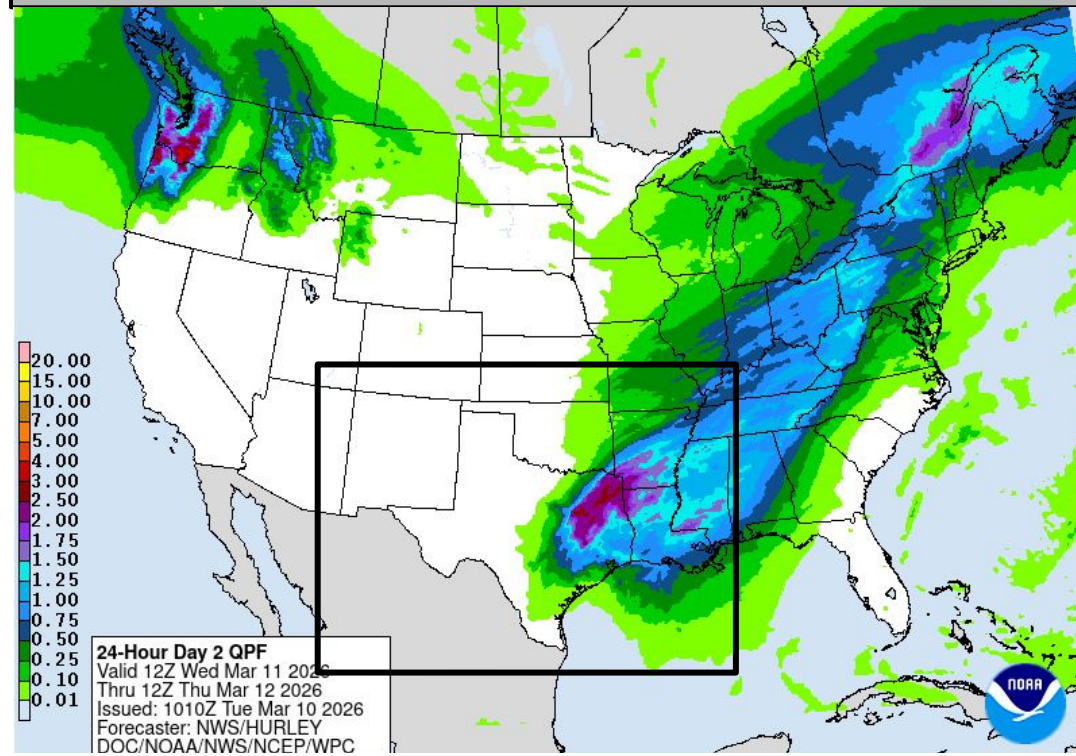 20.00
15.00
10.00
7.00
5.00
4.00
3.00
2.50
2.00
1.75
1.50
1.25
1.00
0.75
0.50
0.25
0.10
0.01
24-Hour Day 2 QPF
Valid 12Z Wed Mar 11 2026
Thru 12Z Thu Mar 12 2026
Issued: 1010Z Tue Mar 10 2026
Forecaster: NWS/HURLEY
DOC/NOAA/NWS/NCEP/WPC
NOAA